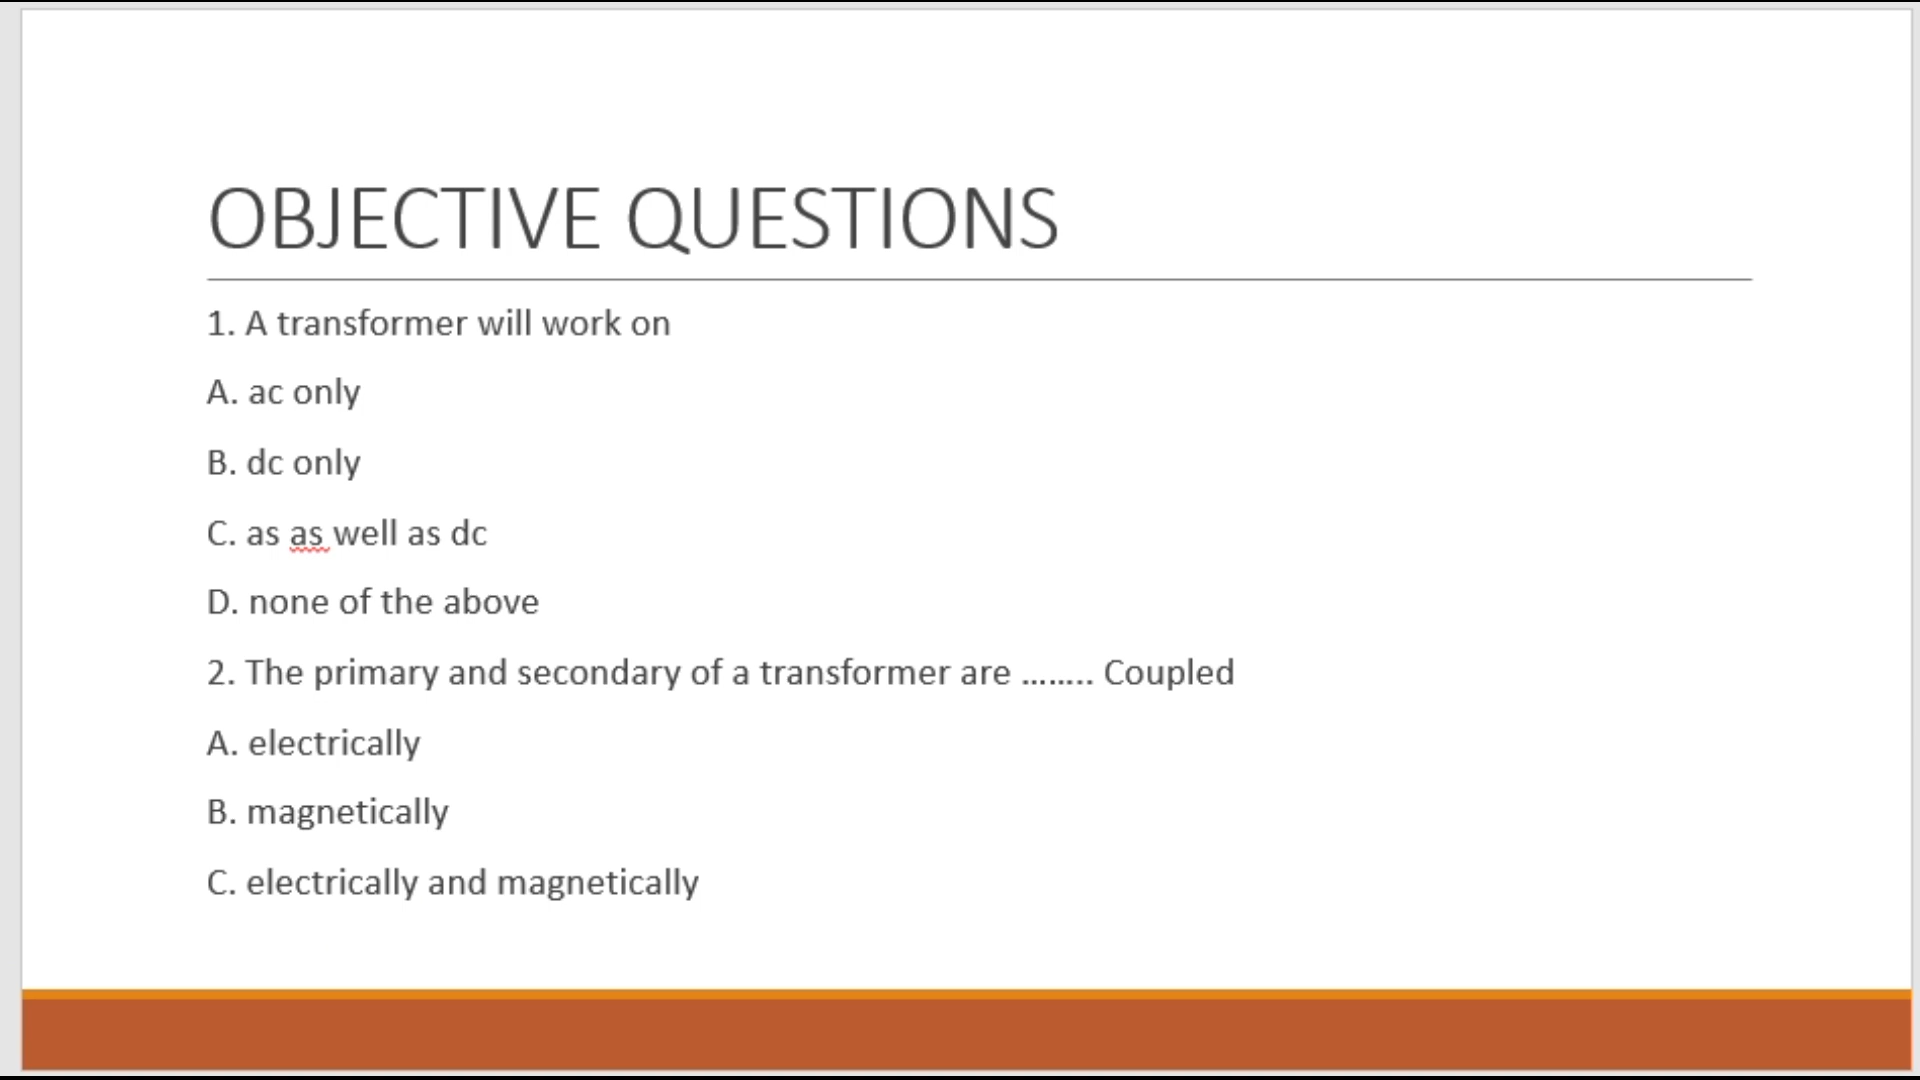 OBJECTIVE QUESTIONS
1. A transformer will work on
A. ac only
B. dc only
C. as as well as dc
D. none of the above
2. The primary and secondary of a transformer are …….. Coupled
A. electrically
B. magnetically
C. electrically and magnetically